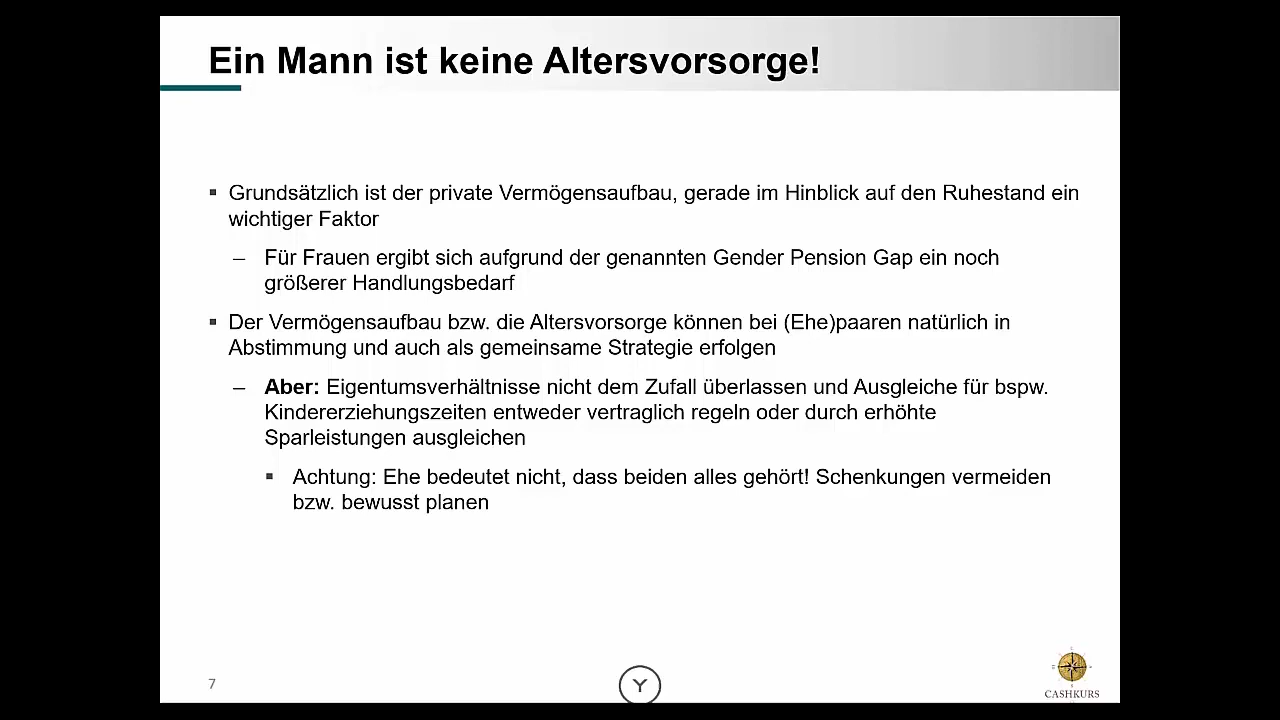 Ein Mann ist keine Altersvorsorge!
▪ Grundsätzlich ist der private Vermögensaufbau, gerade im Hinblick auf den Ruhestand ein
wichtiger Faktor
– Für Frauen ergibt sich aufgrund der genannten Gender Pension Gap ein noch
größerer Handlungsbedarf
▪ Der Vermögensaufbau bzw. die Altersvorsorge können bei (Ehe)paaren natürlich in
Abstimmung und auch als gemeinsame Strategie erfolgen
– Aber: Eigentumsverhältnisse nicht dem Zufall überlassen und Ausgleiche für bspw.
Kindererziehungszeiten entweder vertraglich regeln oder durch erhöhte
Sparleistungen ausgleichen
▪ Achtung: Ehe bedeutet nicht, dass beiden alles gehört! Schenkungen vermeiden
bzw. bewusst planen
7
Y
CASHKURS